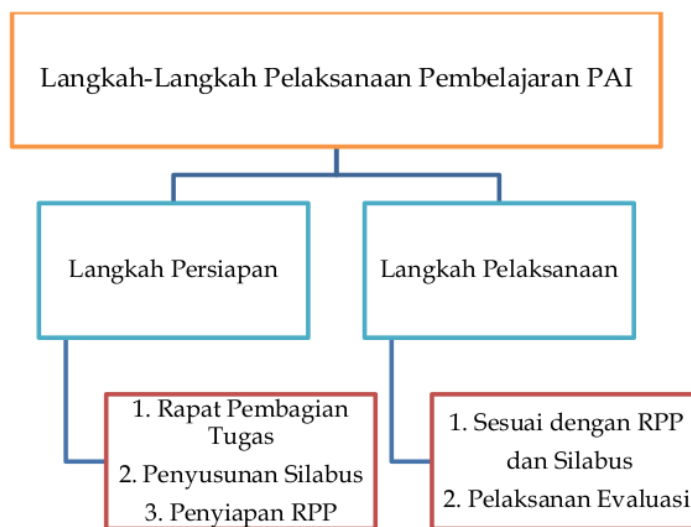 Langkah-Langkah Pelaksanaan Pembelajaran PAI
Langkah Persiapan
Langkah Pelaksanaan
1. Rapat Pembagian
Tugas
2. Penyusunan Silabus
3. Penyiapan RPP
1. Sesuai dengan RPP
dan Silabus
2. Pelaksanan Evaluasi